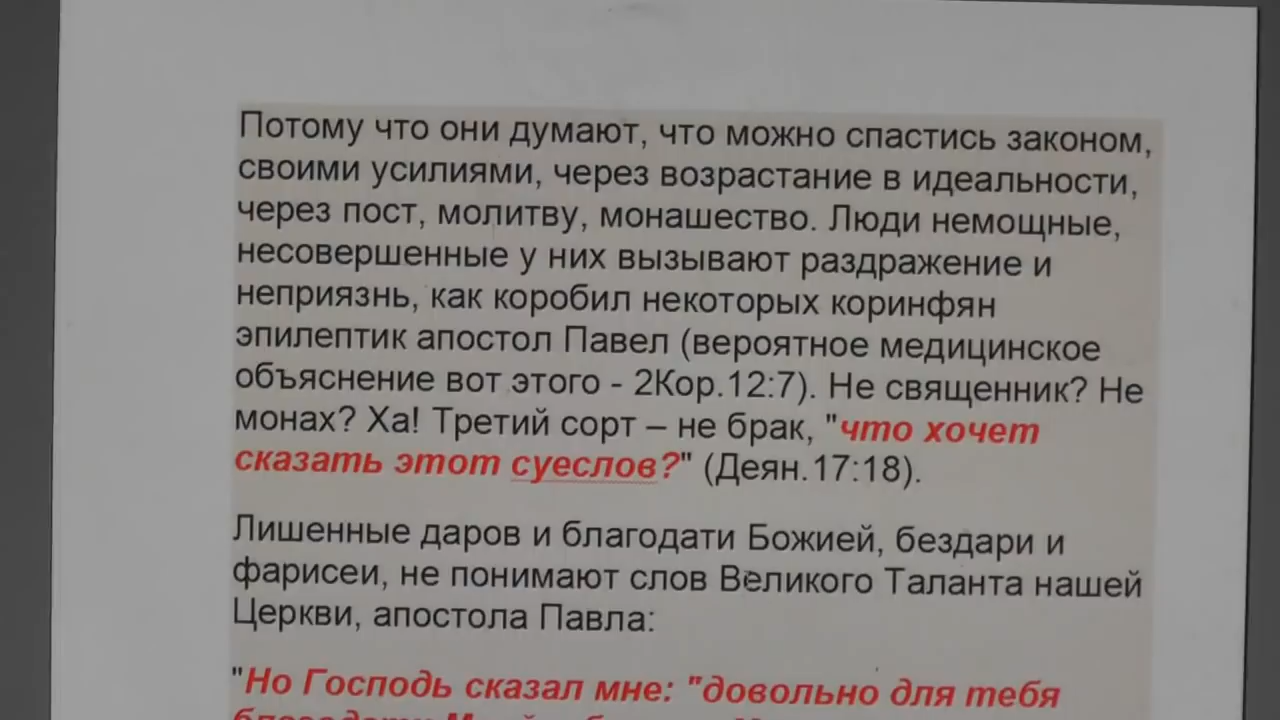 Потому что они думают, что можно спастись законом,
своими усилиями, через возрастание в идеальности,
через пост, молитву, монашество. Люди немощные,
несовершенные у них вызывают раздражение и
неприязнь, как коробил некоторых коринфян
эпилептик апостол Павел (вероятное медицинское
объяснение вот этого - 2Кор.12:7). Не священник? Не
монах? Ха! Третий сорт – не брак, "что хочет
сказать этот суеслов?" (Деян.17:18).
Лишенные даров и благодати Божией, бездари и
фарисеи, не понимают слов Великого Таланта нашей
Церкви, апостола Павла:
"Но Господь сказал мне: "довольно для тебя